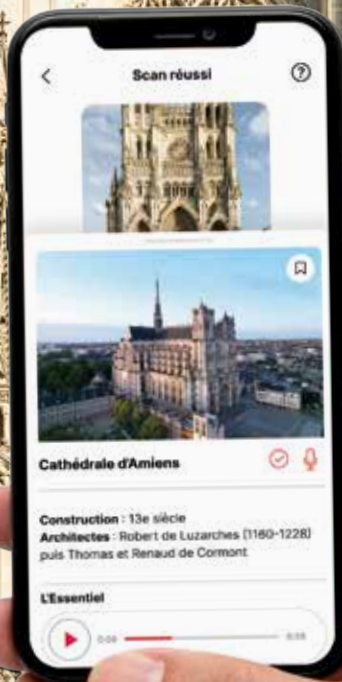 Scan réussi
Cathédrale d'Amiens
Construction : 13e siècle
Architectes : Robert de Luzarches (1160-1228)
puis Thomas et Renaud de Cormont
L'Essentiel